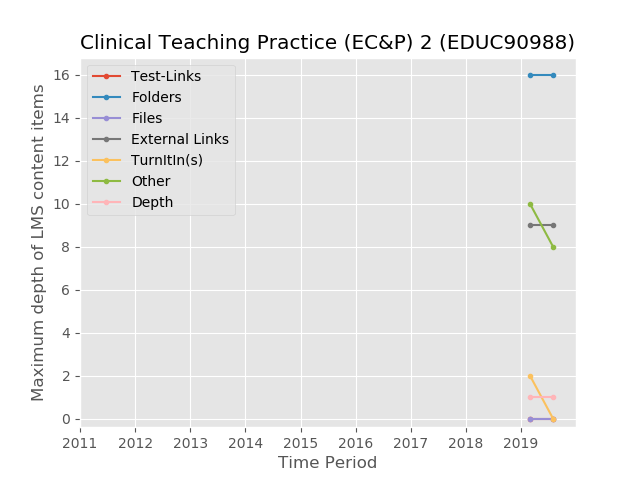 Clinical Teaching Practice (EC&P) 2 (EDUC90988)
Maximum depth of LMS content items
16
14
12
10
8
6
4
2
0
Test-Links
Folders
Files
External Links
TurnItIn(s)
Other
Depth
2011 2012 2013 2014 2015 2016 2017 2018 2019
Time Period